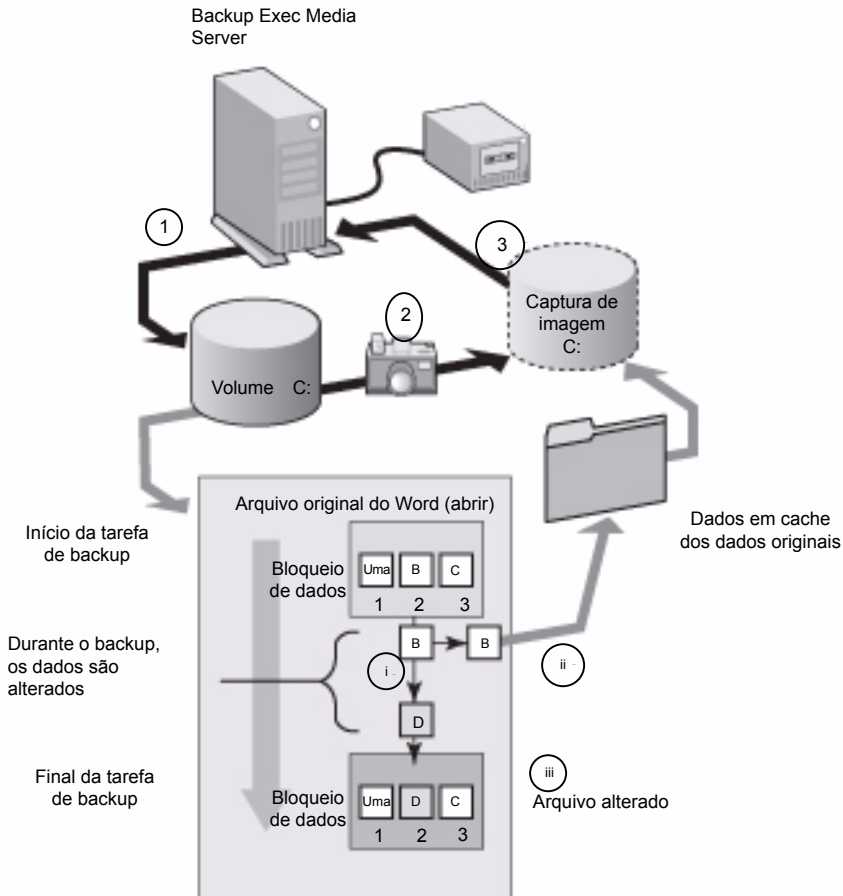 Backup Exec Media
Server
1
3
Captura de
imagem
C:
2
Volume C:
Arquivo original do Word (abrir)
Início da tarefa
de backup
Dados em cache
dos dados originais
Bloqueio
de dados
Uma B C
1 2 3
Durante o backup,
os dados são
alterados
B B
i
ii
D
Final da tarefa
de backup
iii
Arquivo alterado
Bloqueio
de dados
Uma D C
1 2 3